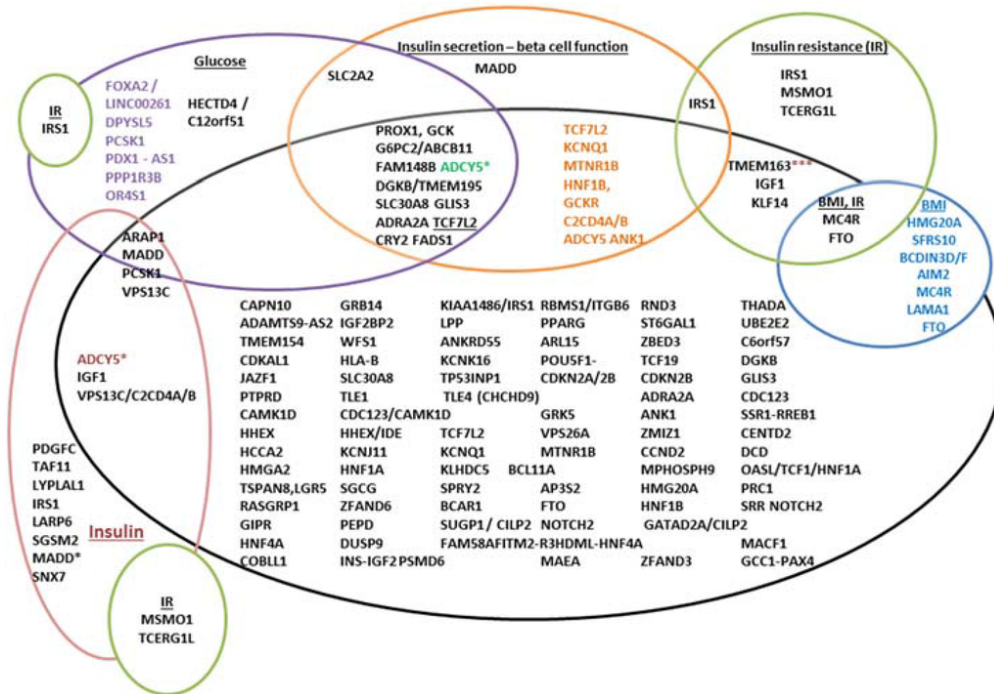 Glucose
Insulin secretion – beta cell function
Insulin resistance (IR)
SLC2A2
MADD
IRS1
MSMO1
TCERG1L
IR
IRS1
FOXA2 /
LINC00261
DPYSL5
PCSK1
PDX1 - AS1
PPP1R3B
OR4S1
HECTD4 /
C12orf51
IRS1
PROX1, GCK
G6PC2/ABCB11
FAM148B ADCY5*
DGKB/TMEM195
SLC30A8 GLIS3
ADRA2A TCF7L2
CRY2 FADS1
TCF7L2
KCNQ1
MTNR1B
HNF1B,
GCKR
C2CD4A/B
ADCY5 ANK1
TMEM163***
IGF1
KLF14
BMI, IR
MC4R
FTO
BMI
HMG20A
SFRS10
BCDIN3D/F
AIM2
MC4R
LAMA1
FTO
ARAP1
MADD
PCSK1
VPS13C
ADCY5*
IGF1
VPS13C/C2CD4A/B
CAPN10 GRB14 KIAA1486/IRS1 RBMS1/ITGB6 RND3 THADA
ADAMTS9-AS2 IGF2BP2 LPP PPARG ST6GAL1 UBE2E2
TMEM154 WFS1 ANKRD55 ARL15 ZBED3 C6orf57
CDKAL1 HLA-B KCNK16 POU5F1- TCF19 DGKB
JAZF1 SLC30A8 TP53INP1 CDKN2A/2B CDKN2B GLIS3
PTPRD TLE1 TLE4 (CHCHD9) ADRA2A CDC123
CAMK1D CDC123/CAMK1D GRK5 ANK1 SSR1-RREB1
HHEX HHEX/IDE TCF7L2 VPS26A ZMIZ1 CENTD2
HCCA2 KCNJ11 KCNQ1 MTNR1B CCND2 DCD
HMGA2 HNF1A KLHDC5 BCL11A MPHOSPH9 OASL/TCF1/HNF1A
TSPAN8,LGR5 SGCG SPRY2 AP3S2 HMG20A PRC1
RASGRP1 ZFAND6 BCAR1 FTO HNF1B SRR NOTCH2
GIPR PEPD SUGP1/ CILP2 NOTCH2 GATAD2A/CILP2
HNF4A DUSP9 FAM58AFITM2-R3HDML-HNF4A MACF1
COBLL1 INS-IGF2 PSMD6 MAEA ZFAND3 GCC1-PAX4
PDGFC
TAF11
LYPLAL1
IRS1
LARP6
SGSM2
MADD*
SNX7
Insulin
IR
MSMO1
TCERG1L